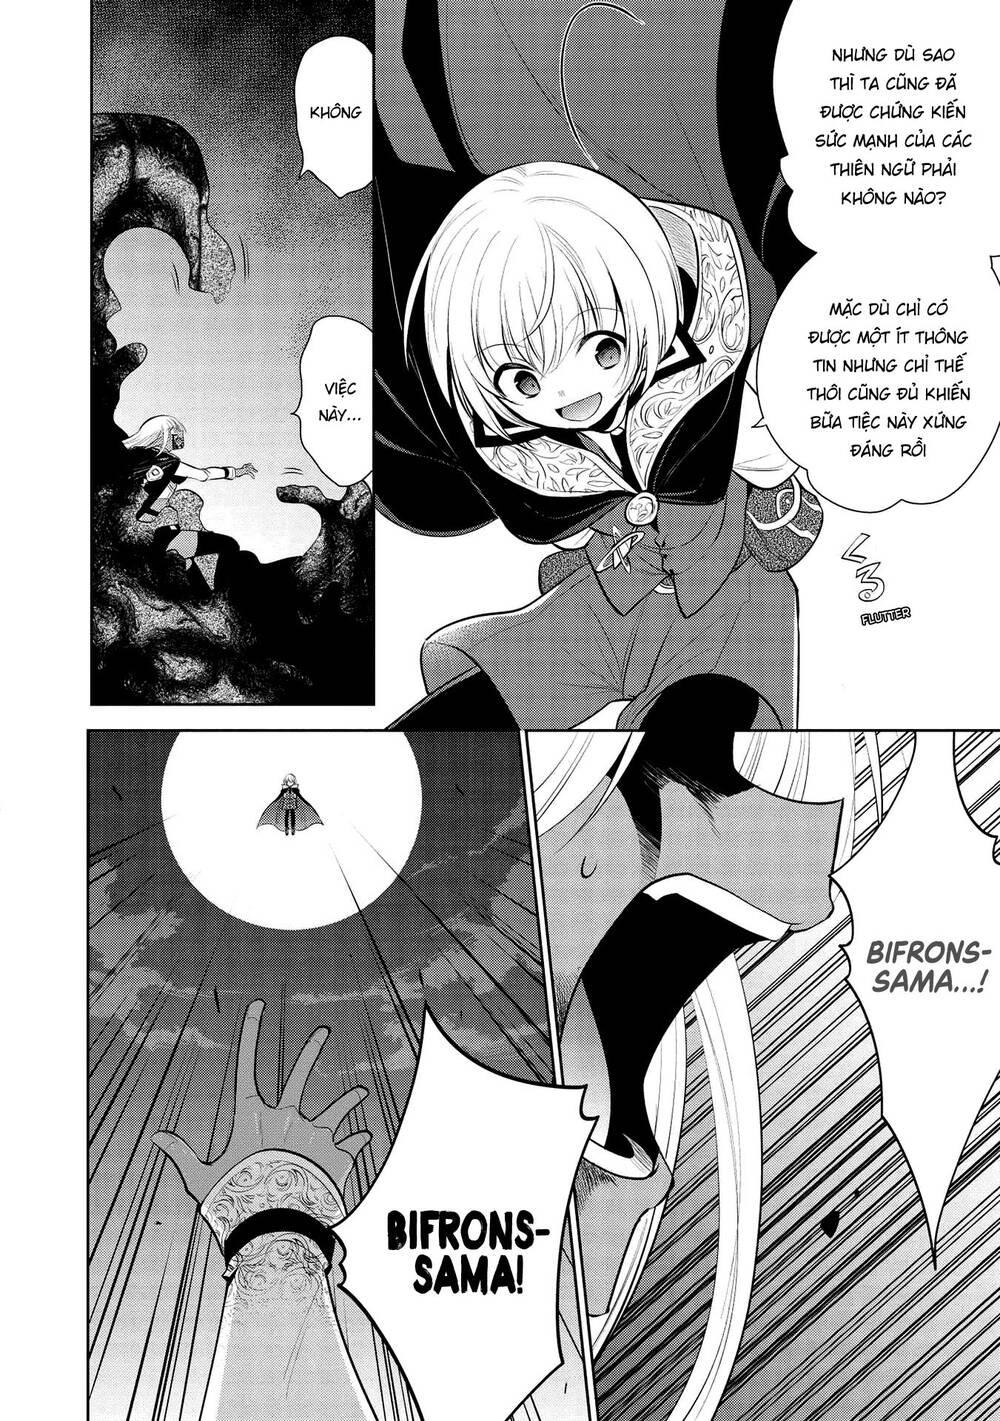 NHƯNG DÙ SAO
THÌ TA CŨNG ĐÃ
ĐƯỢC CHỨNG KIẾN
SỨC MẠNH CỦA CÁC
THIÊN NGỮ PHẢI
KHÔNG NÀO?
MẶC DÙ CHỈ CÓ
ĐƯỢC MỘT ÍT THÔNG
TIN NHƯNG CHỈ THẾ
THÔI CŨNG ĐỦ KHIẾN
BỮA TIỆC NÀY XỨNG
ĐÁNG RỒI
くる
FLUTTER
KHÔNG
VIỆC
NÀY...
BIFRONS-
SAMA...!
BIFRONS-
SAMA!